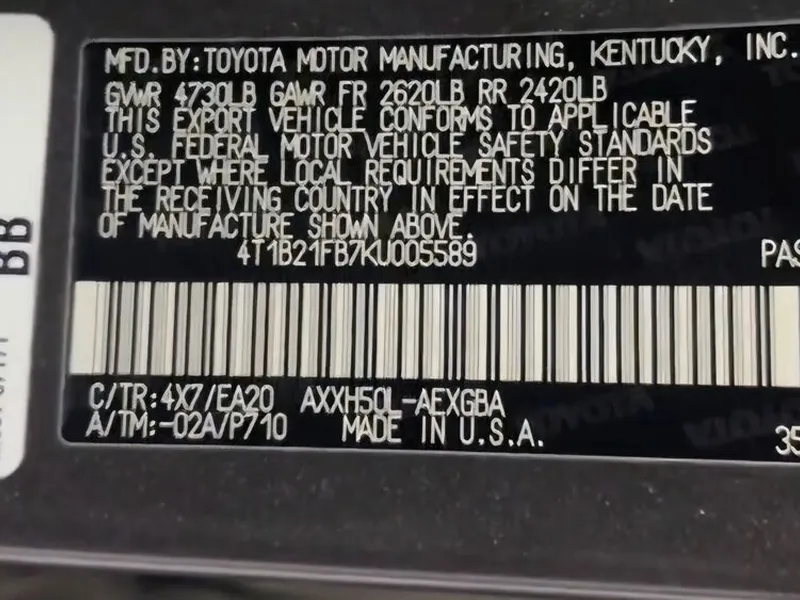 MFD. BY: TOYOTA MOTOR MANUFACTURING, KENTUCKY, INC.
GVWR 4730LB GAWR FR 2620LB RR 2420LB
THIS EXPORT VEHICLE CONFORMS TO APPLICABLE
U.S. FEDERAL MOTOR VEHICLE SAFETY STANDARDS
EXCEPT WHERE LOCAL REQUIREMENTS DIFFER IN
THE RECEIVING COUNTRY IN EFFECT ON THE DATE
OF MANUFACTURE SHOWN ABOVE.
4T1B21FB7KU005589 PAS
C/TR:4X7/EA20 AXXH50L-AEXGBA
A/TM:-02A/P710 MADE IN U.S.A. 35
BB